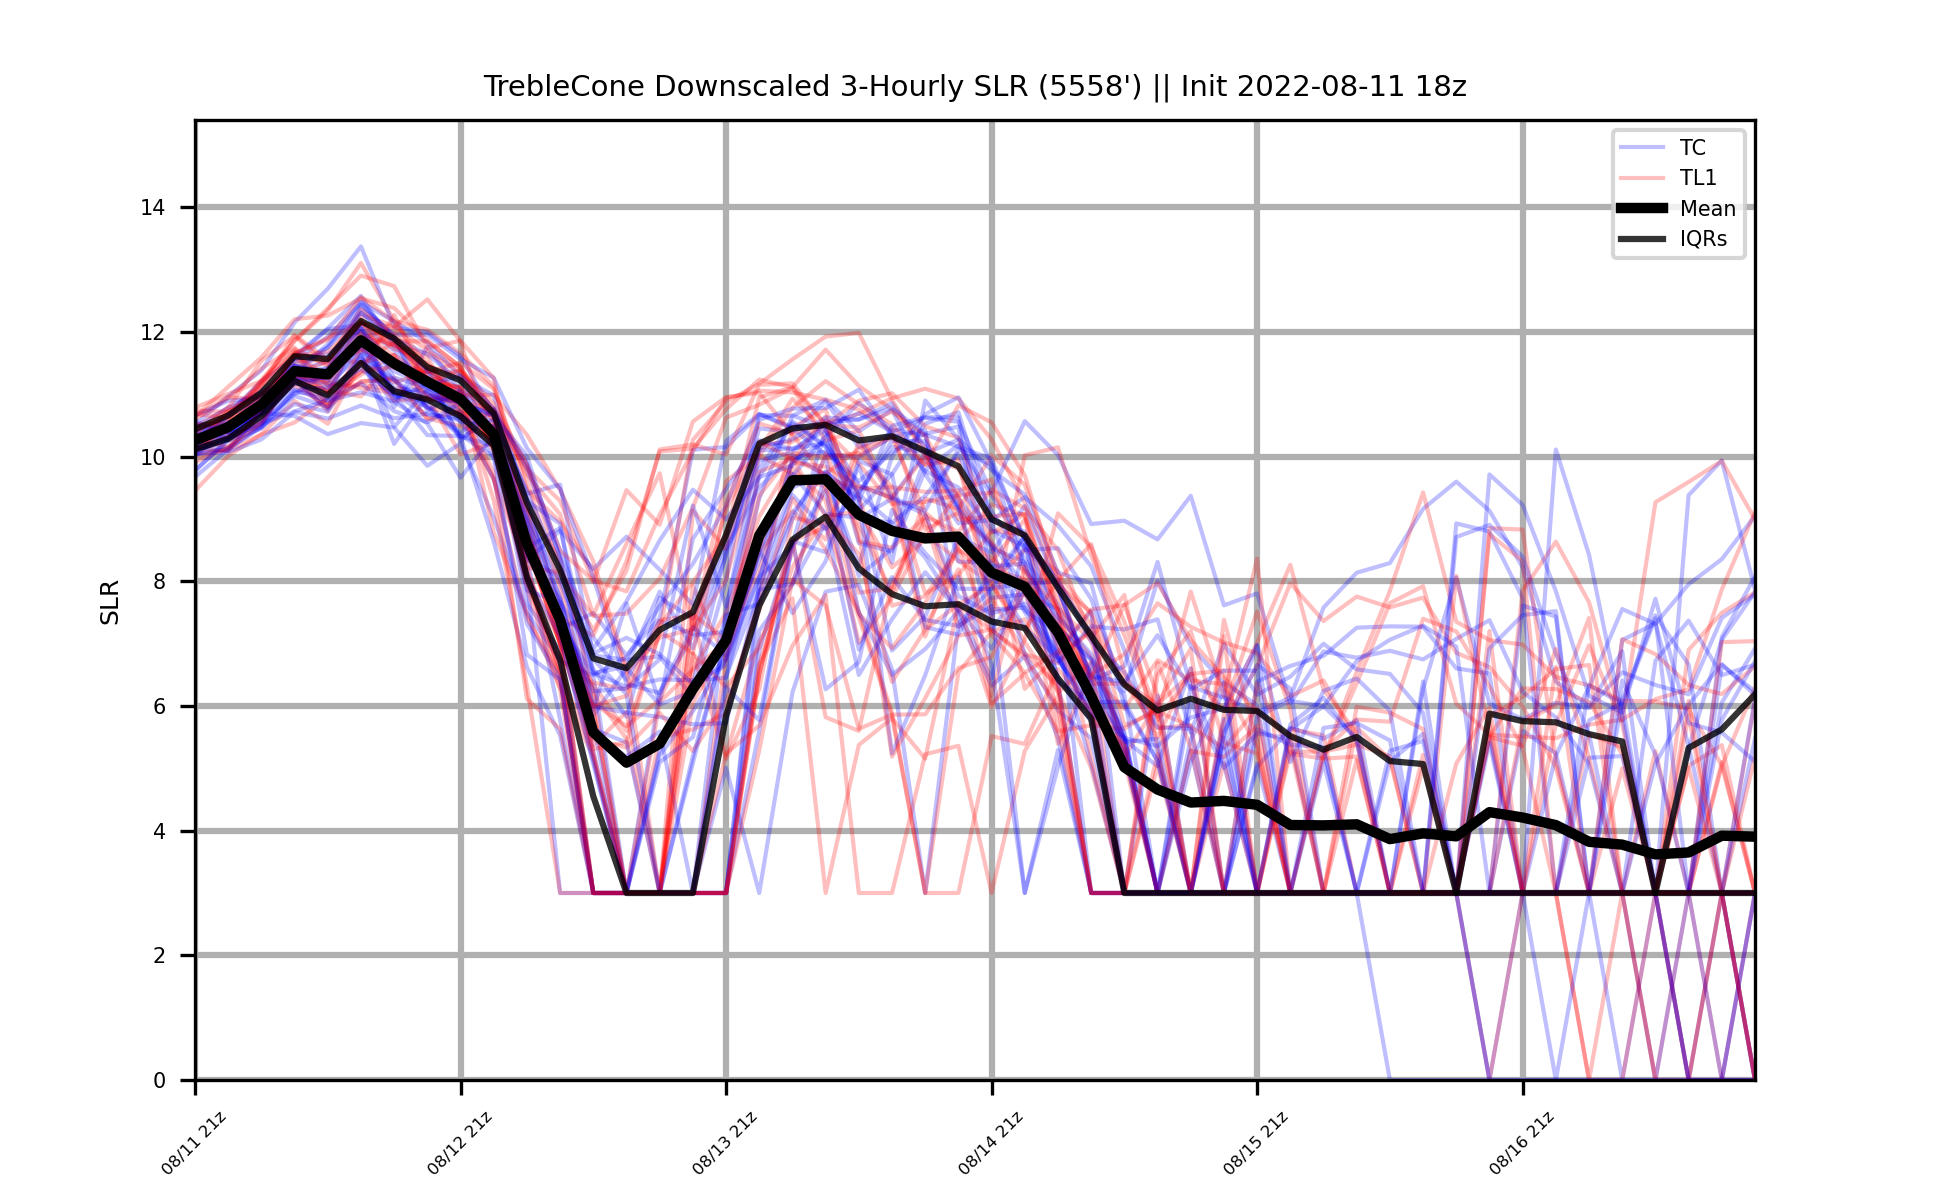 TrebleCone Downscaled 3-Hourly SLR (5558') || Init 2022-08-11 18z
TC
TL1
Mean
IQRs
SLR
14
12
10
8
6
4
2
0
08/11 21z
08/12 21z
08/13 21z
08/14 21z
08/15 21z
08/16 21z